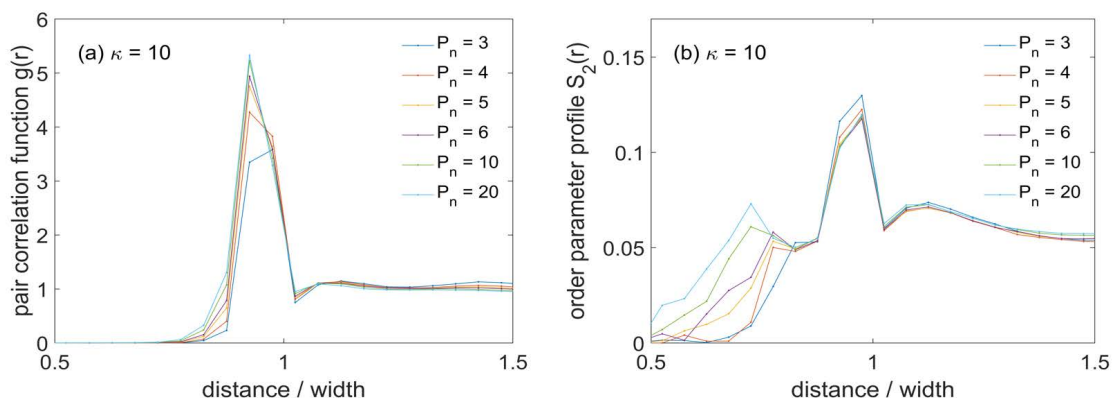 pair correlation function g(r)
6
5
4
3
2
1
0
(a) κ = 10
P_n = 3
P_n = 4
P_n = 5
P_n = 6
P_n = 10
P_n = 20
0.5
1
1.5
distance / width
order parameter profile S_2(r)
0.15
0.1
0.05
0
(b) κ = 10
P_n = 3
P_n = 4
P_n = 5
P_n = 6
P_n = 10
P_n = 20
0.5
1
1.5
distance / width